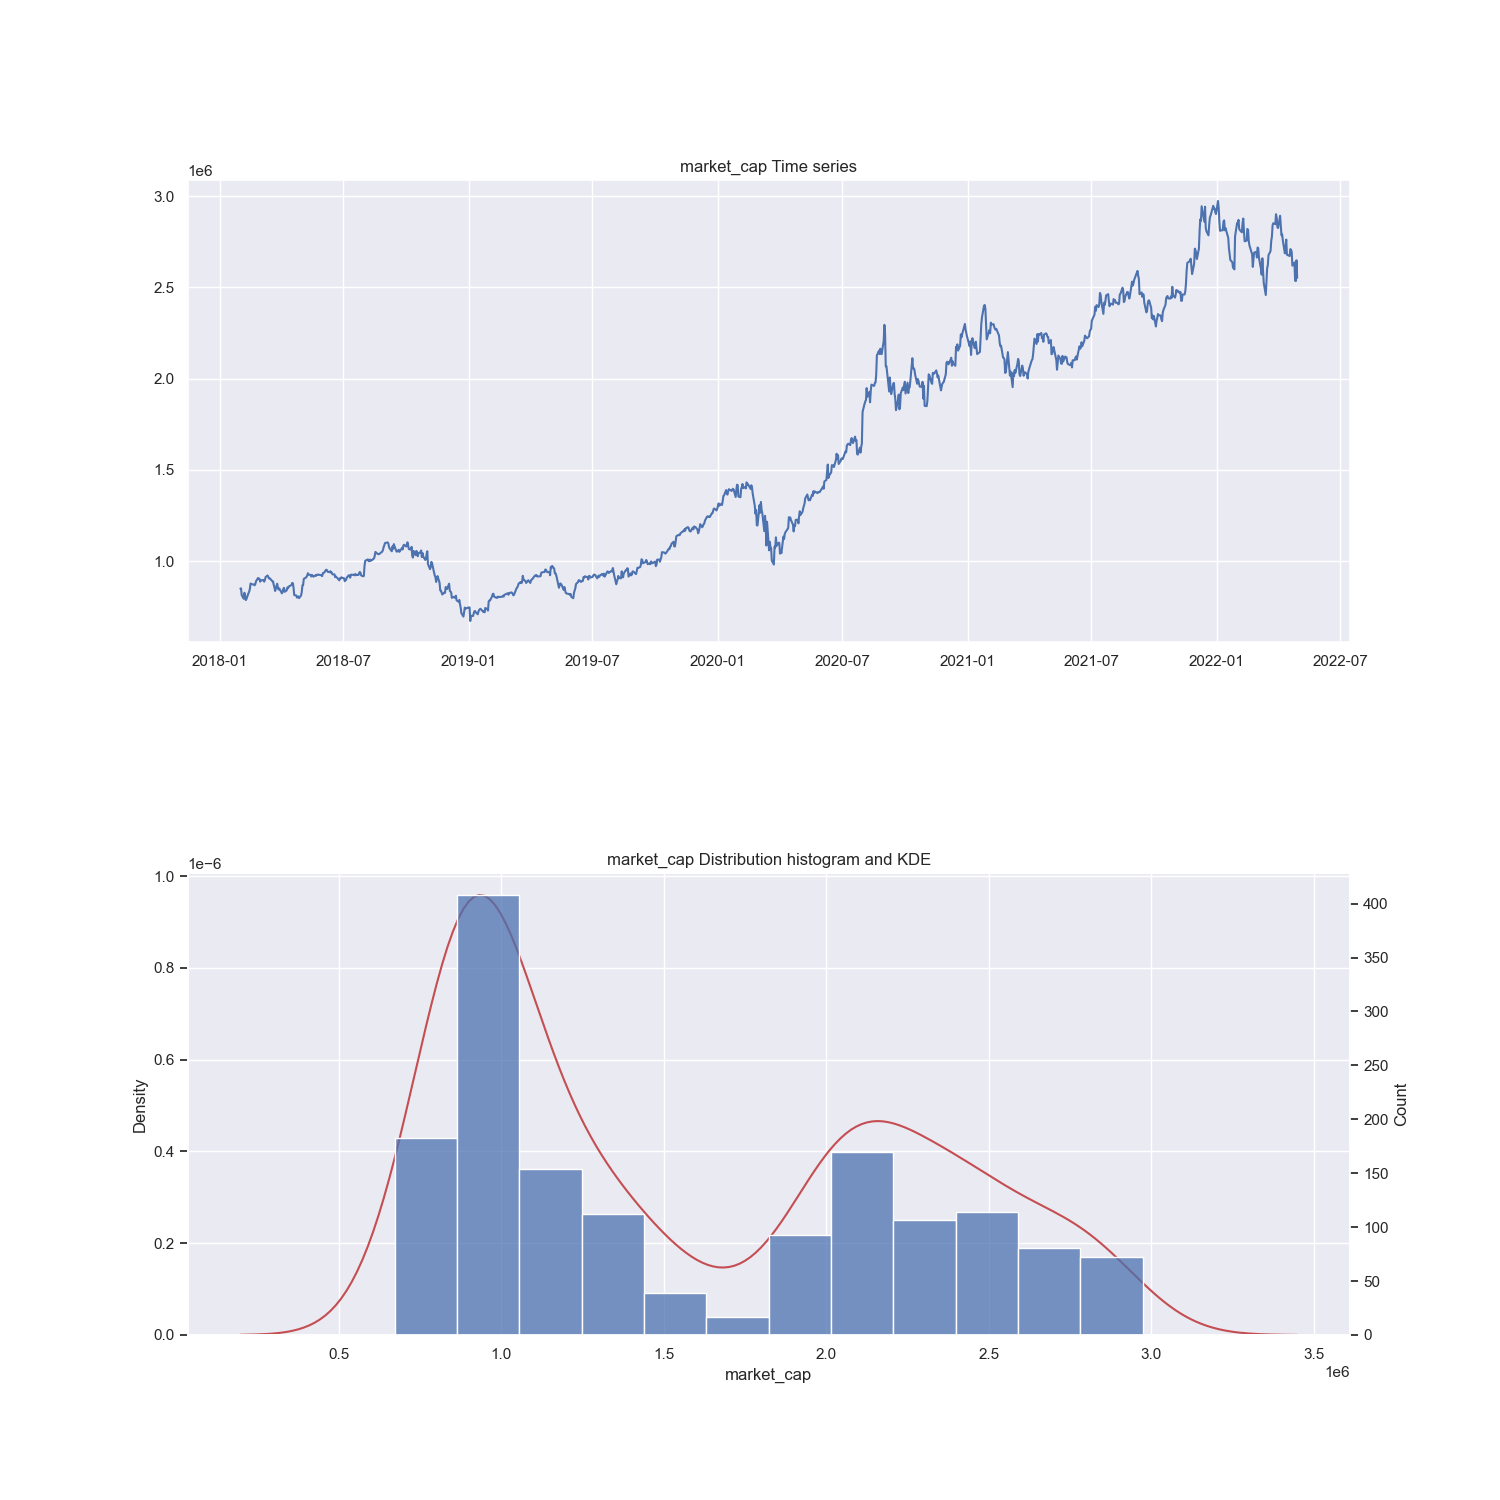 market_cap Time series
1e6
3.0
2.5
2.0
1.5
1.0
2018-01 2018-07 2019-01 2019-07 2020-01 2020-07 2021-01 2021-07 2022-01 2022-07
market_cap Distribution histogram and KDE
1e−6
1.0
0.8
0.6
0.4
0.2
0.0
Density
400
350
300
250
200
150
100
50
0
Count
0.5 1.0 1.5 2.0 2.5 3.0 3.5
1e6
market_cap